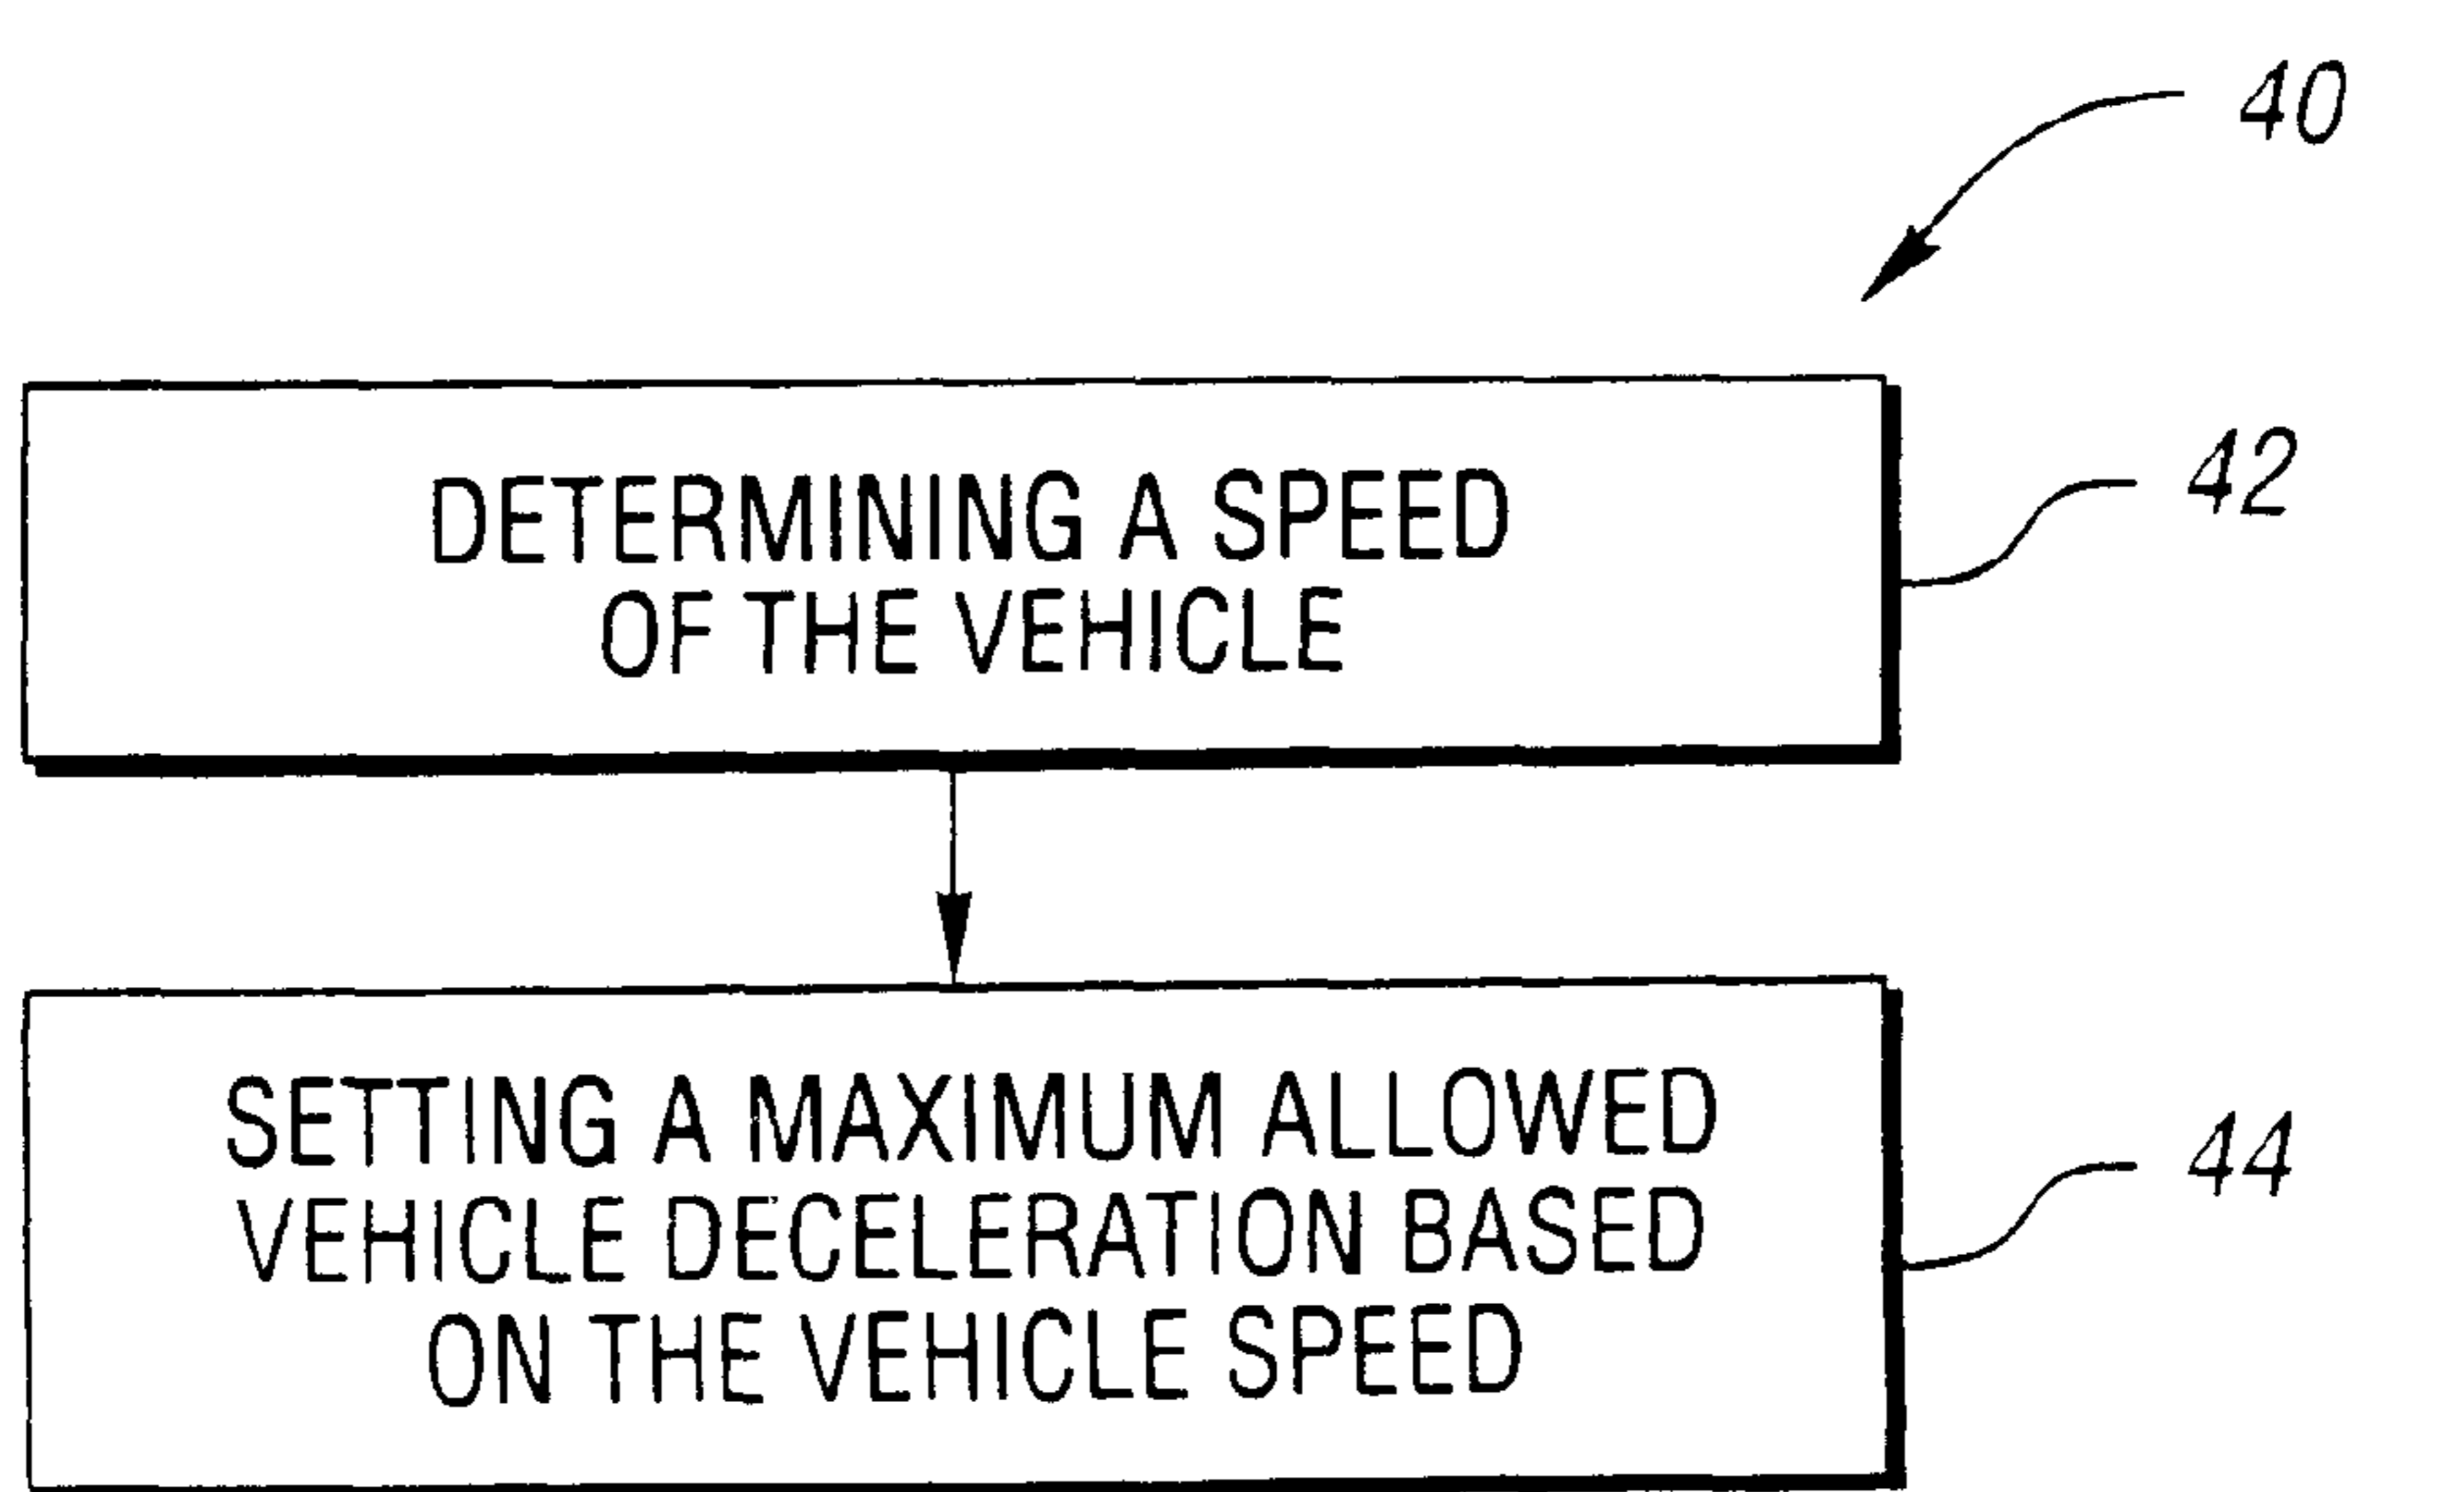 40
DETERMINING A SPEED
OF THE VEHICLE
42
SETTING A MAXIMUM ALLOWED
VEHICLE DECELERATION BASED
ON THE VEHICLE SPEED
44